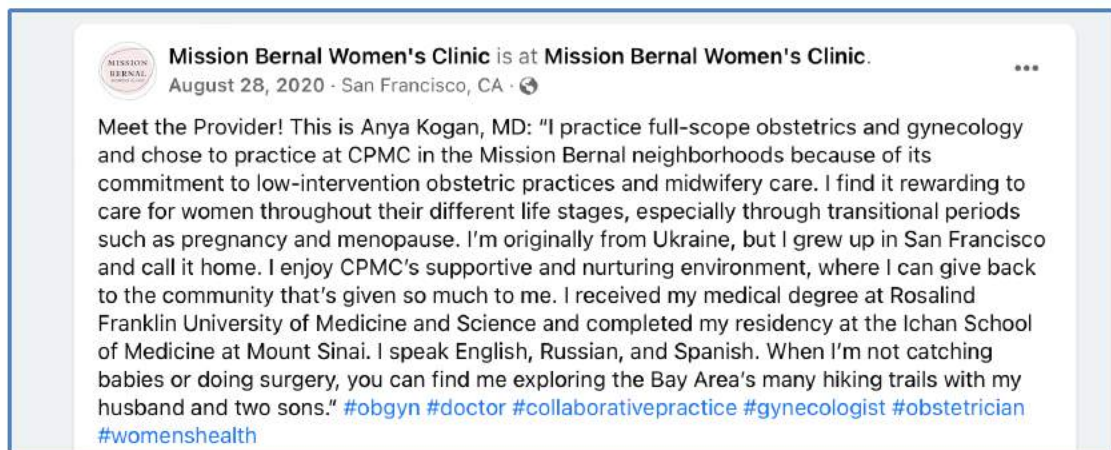 MISSION
BERNAL
Mission Bernal Women's Clinic is at Mission Bernal Women's Clinic.
August 28, 2020 · San Francisco, CA ·
Meet the Provider! This is Anya Kogan, MD: “I practice full-scope obstetrics and gynecology
and chose to practice at CPMC in the Mission Bernal neighborhoods because of its
commitment to low-intervention obstetric practices and midwifery care. I find it rewarding to
care for women throughout their different life stages, especially through transitional periods
such as pregnancy and menopause. I’m originally from Ukraine, but I grew up in San Francisco
and call it home. I enjoy CPMC’s supportive and nurturing environment, where I can give back
to the community that’s given so much to me. I received my medical degree at Rosalind
Franklin University of Medicine and Science and completed my residency at the Ichan School
of Medicine at Mount Sinai. I speak English, Russian, and Spanish. When I’m not catching
babies or doing surgery, you can find me exploring the Bay Area’s many hiking trails with my
husband and two sons.” #obgyn #doctor #collaborativepractice #gynecologist #obstetrician
#womenshealth